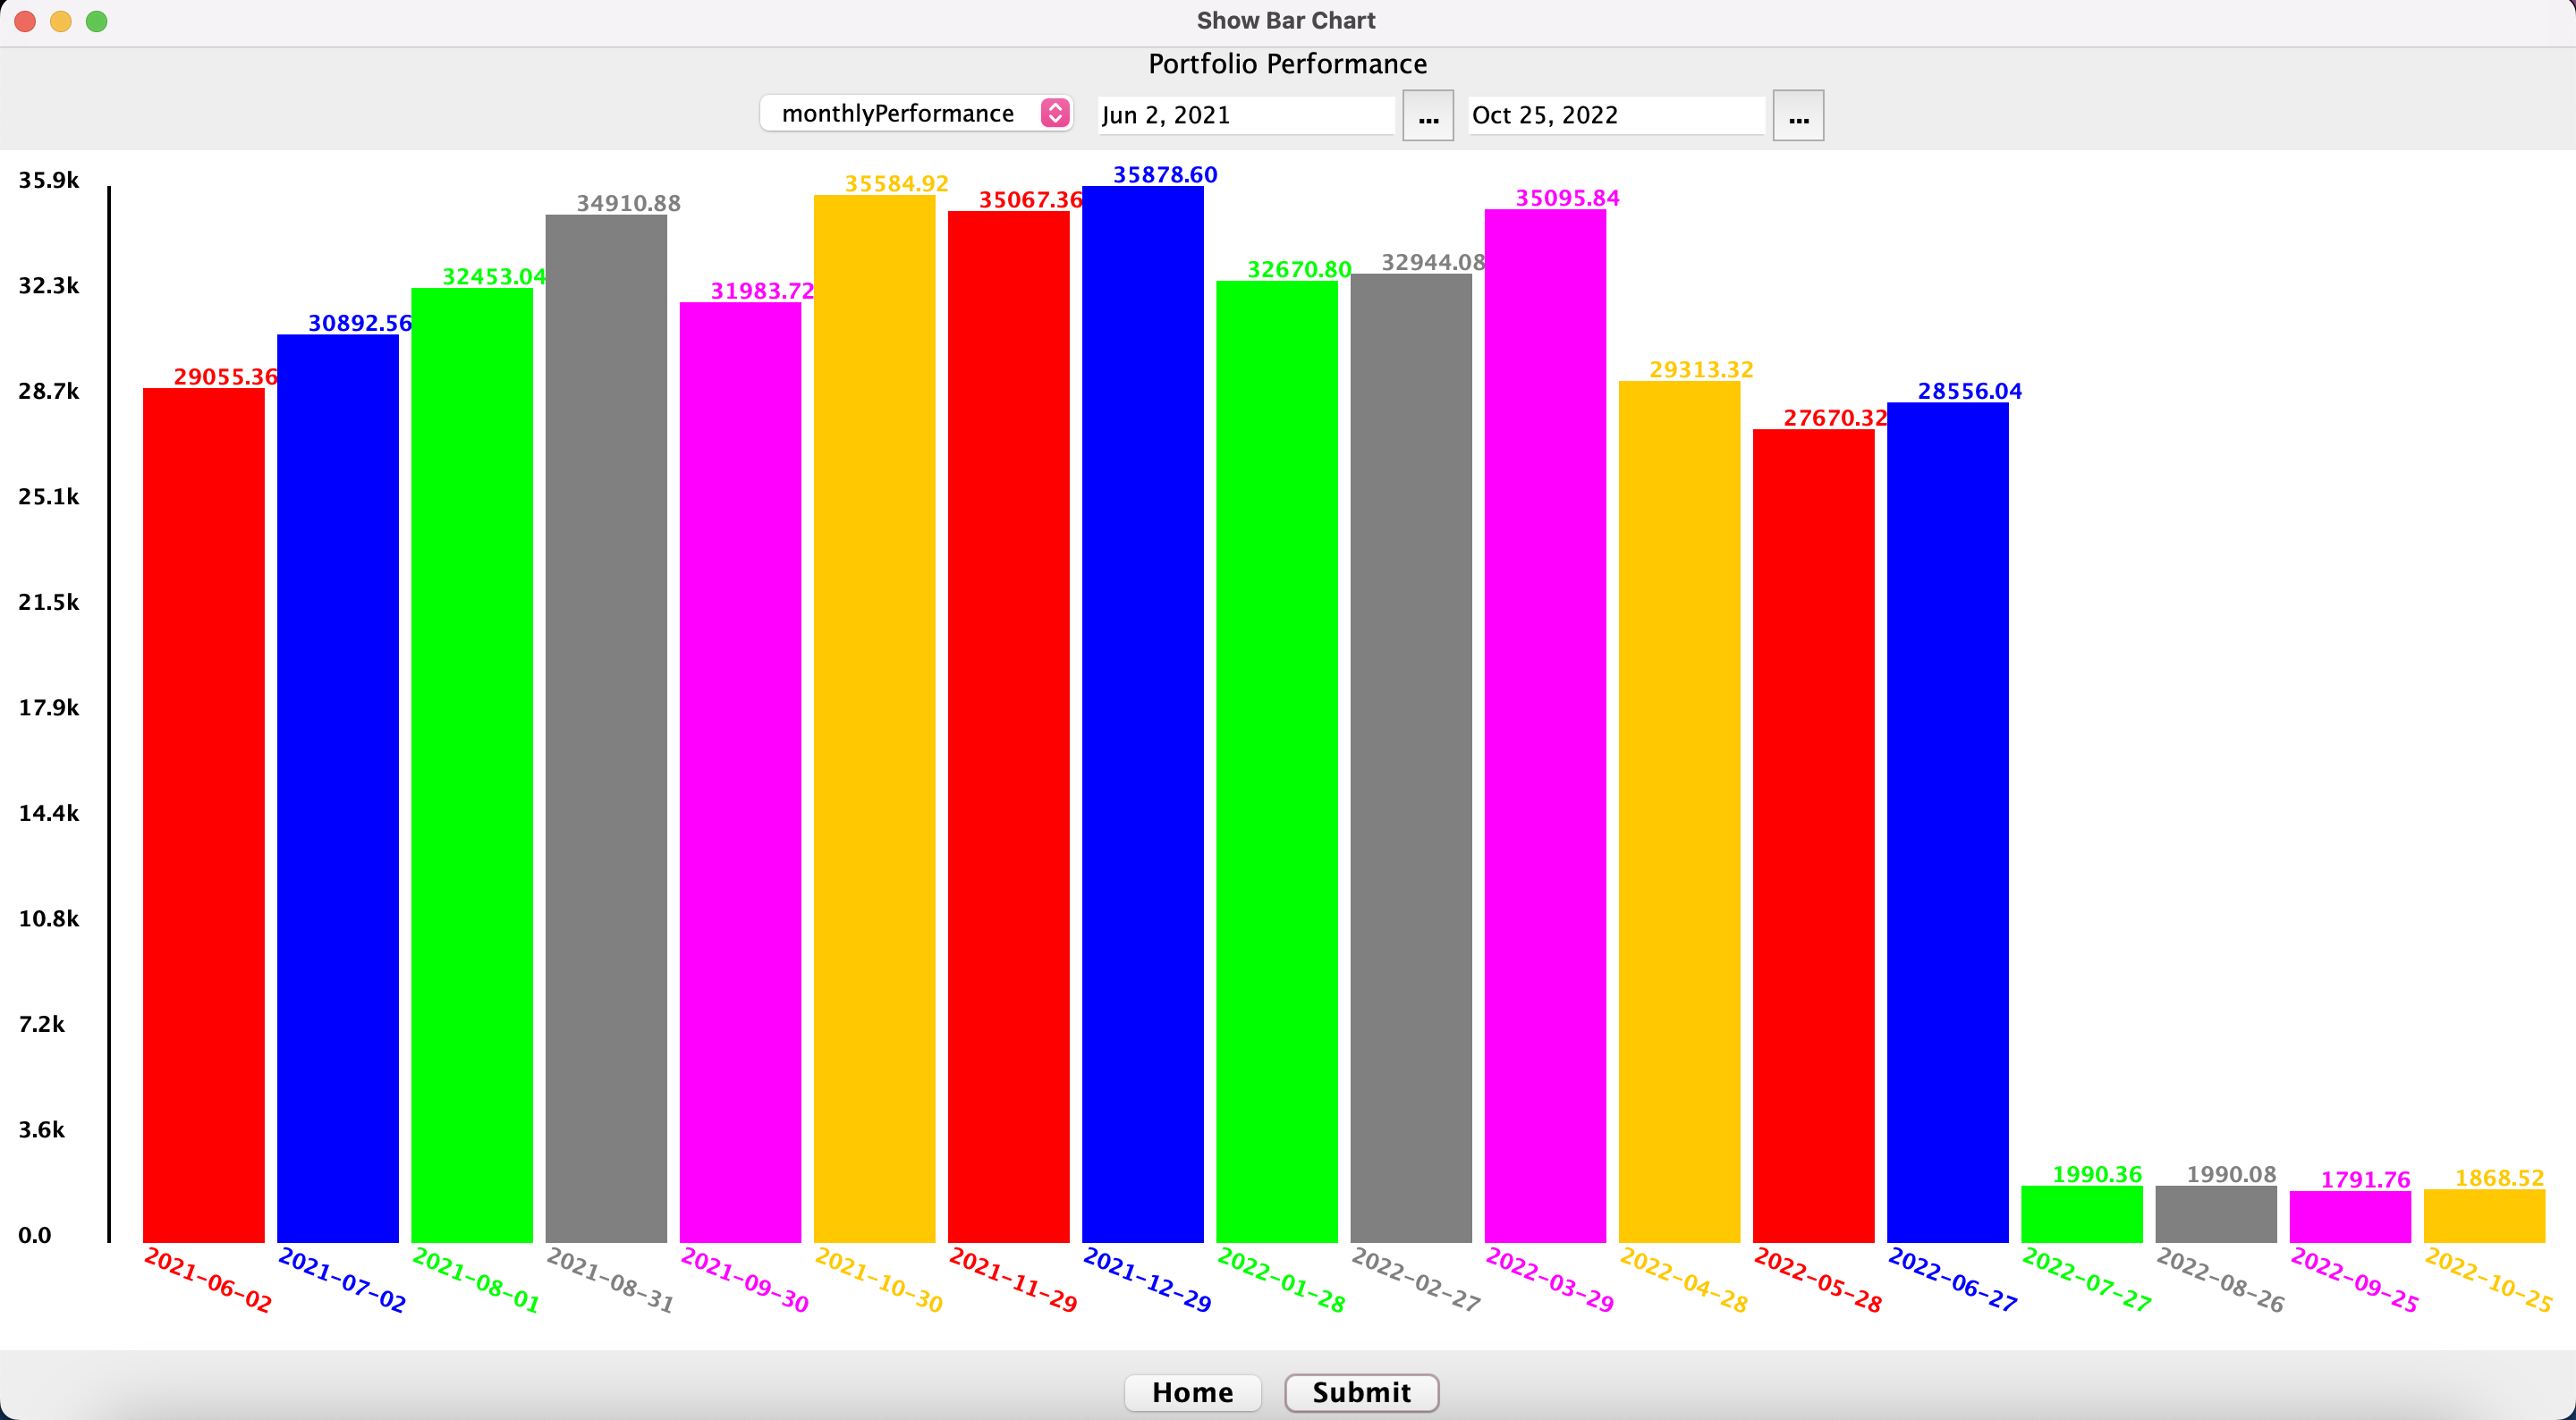 Show Bar Chart
Portfolio Performance
monthlyPerformance Jun 2, 2021 ... Oct 25, 2022 ...
35.9k
32.3k
28.7k
25.1k
21.5k
17.9k
14.4k
10.8k
7.2k
3.6k
0.0
29055.36
30892.56
32453.04
34910.88
31983.72
35584.92
35067.36
35878.60
32670.80
32944.08
35095.84
29313.32
27670.32
28556.04
1990.36
1990.08
1791.76
1868.52
2021-06-02
2021-07-02
2021-08-01
2021-08-31
2021-09-30
2021-10-30
2021-11-29
2021-12-29
2022-01-28
2022-02-27
2022-03-29
2022-04-28
2022-05-28
2022-06-27
2022-07-27
2022-08-26
2022-09-25
2022-10-25
Home Submit